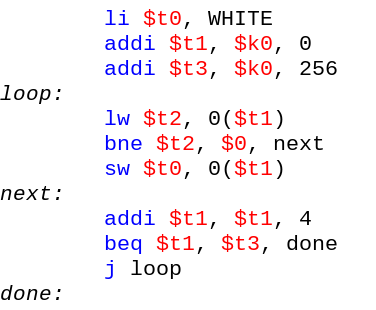 li $t0, WHITE
addi $t1, $k0, 0
addi $t3, $k0, 256
loop:
lw $t2, 0($t1)
bne $t2, $0, next
sw $t0, 0($t1)
next:
addi $t1, $t1, 4
beq $t1, $t3, done
j loop
done: